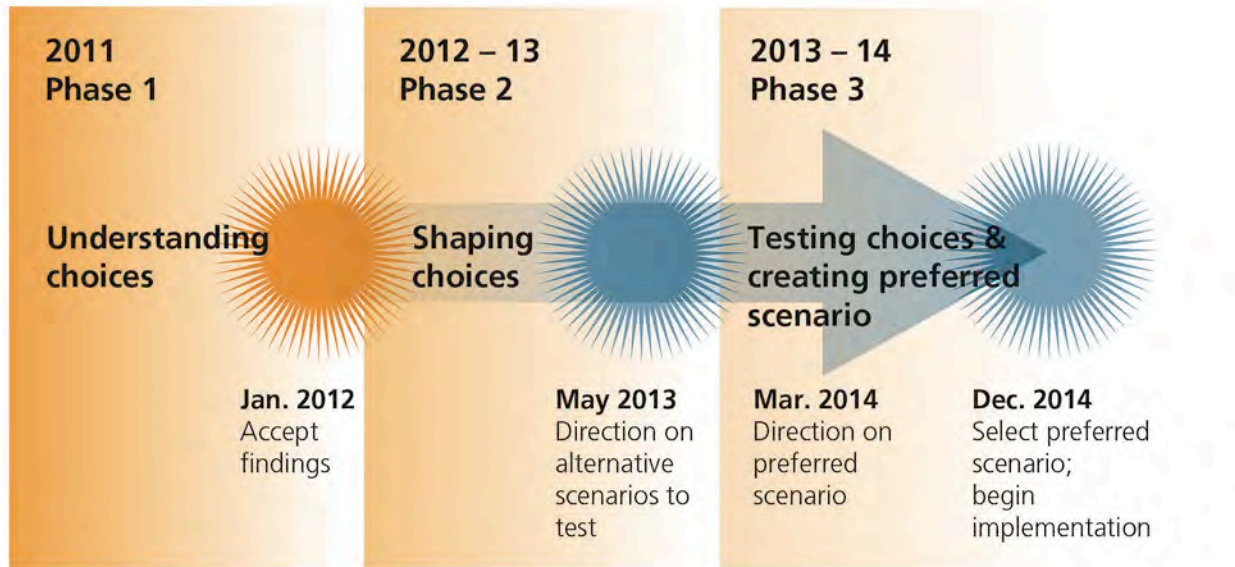 2011
Phase 1
2012 – 13
Phase 2
2013 – 14
Phase 3
Understanding
choices
Shaping
choices
Testing choices &
creating preferred
scenario
Jan. 2012
Accept
findings
May 2013
Direction on
alternative
scenarios to
test
Mar. 2014
Direction on
preferred
scenario
Dec. 2014
Select preferred
scenario;
begin
implementation